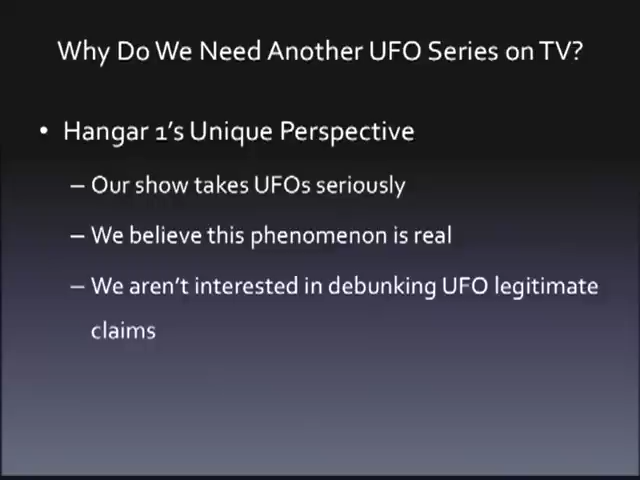 Why Do We Need Another UFO Series on TV?
• Hangar 1's Unique Perspective
– Our show takes UFOs seriously
– We believe this phenomenon is real
– We aren't interested in debunking UFO legitimate
claims